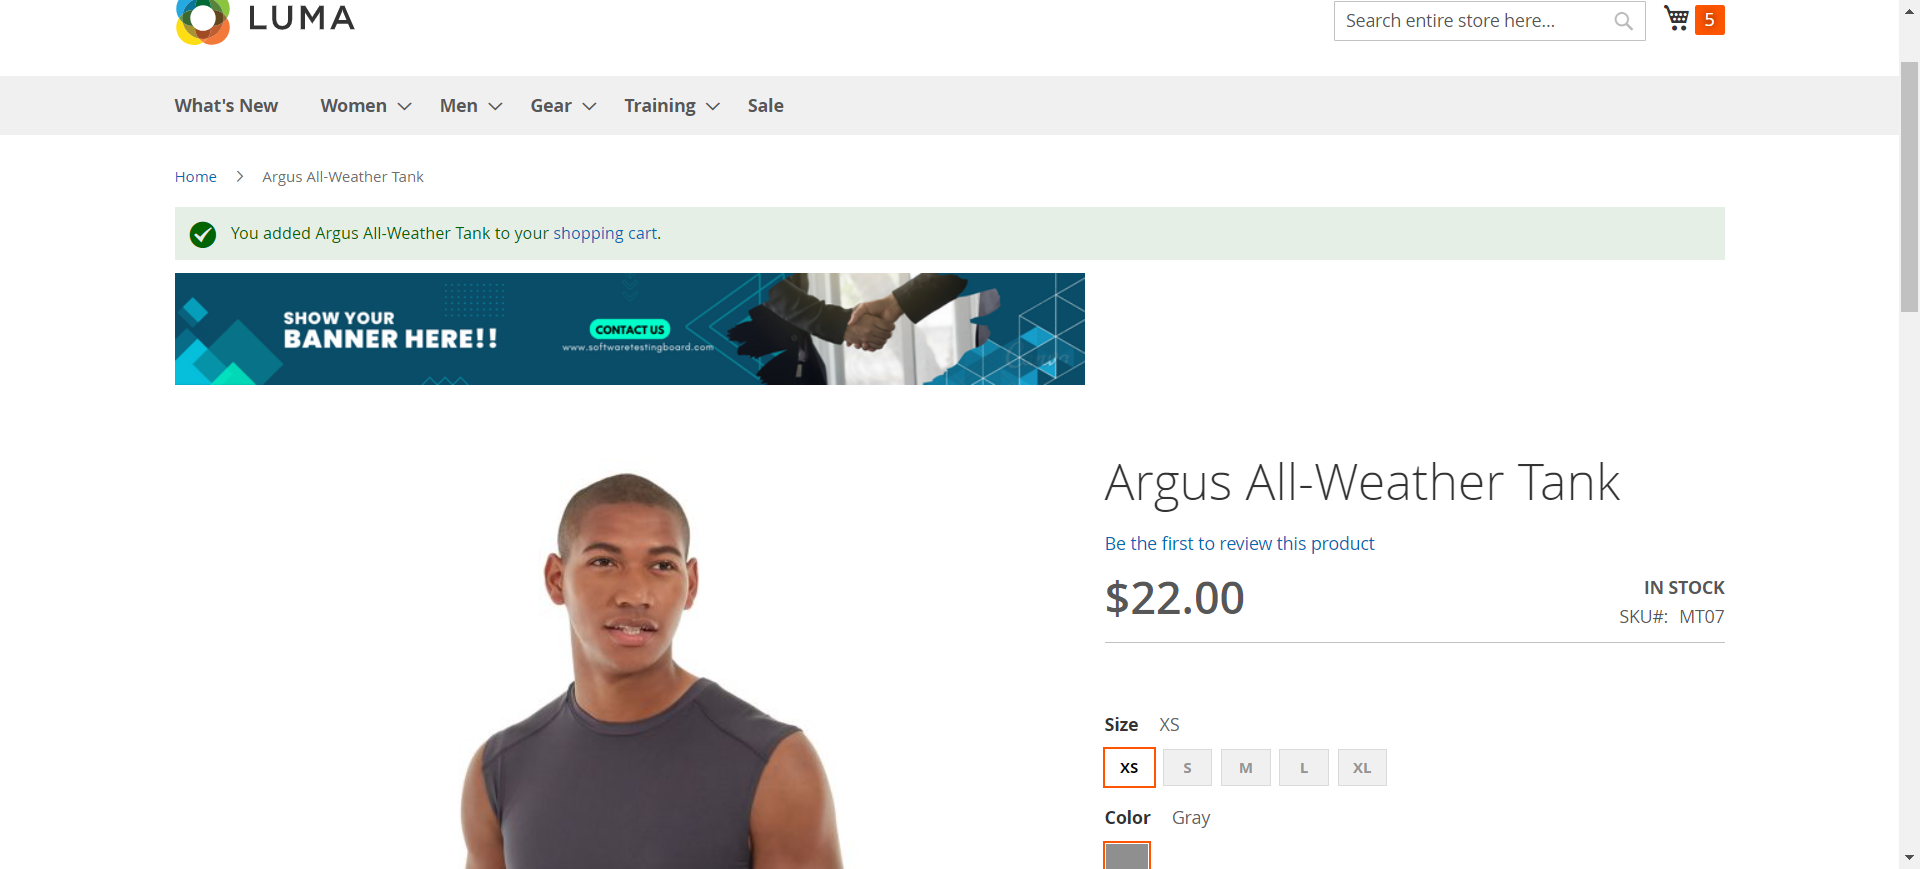 LUMA
Search entire store here...
5
What's New
Women
Men
Gear
Training
Sale
Home
Argus All-Weather Tank
You added Argus All-Weather Tank to your shopping cart.
SHOW YOUR
BANNER HERE!!
CONTACT US
www.softwaretestingboard.com
Argus All-Weather Tank
Be the first to review this product
$22.00
IN STOCK
SKU#: MT07
Size XS
XS S M L XL
Color Gray